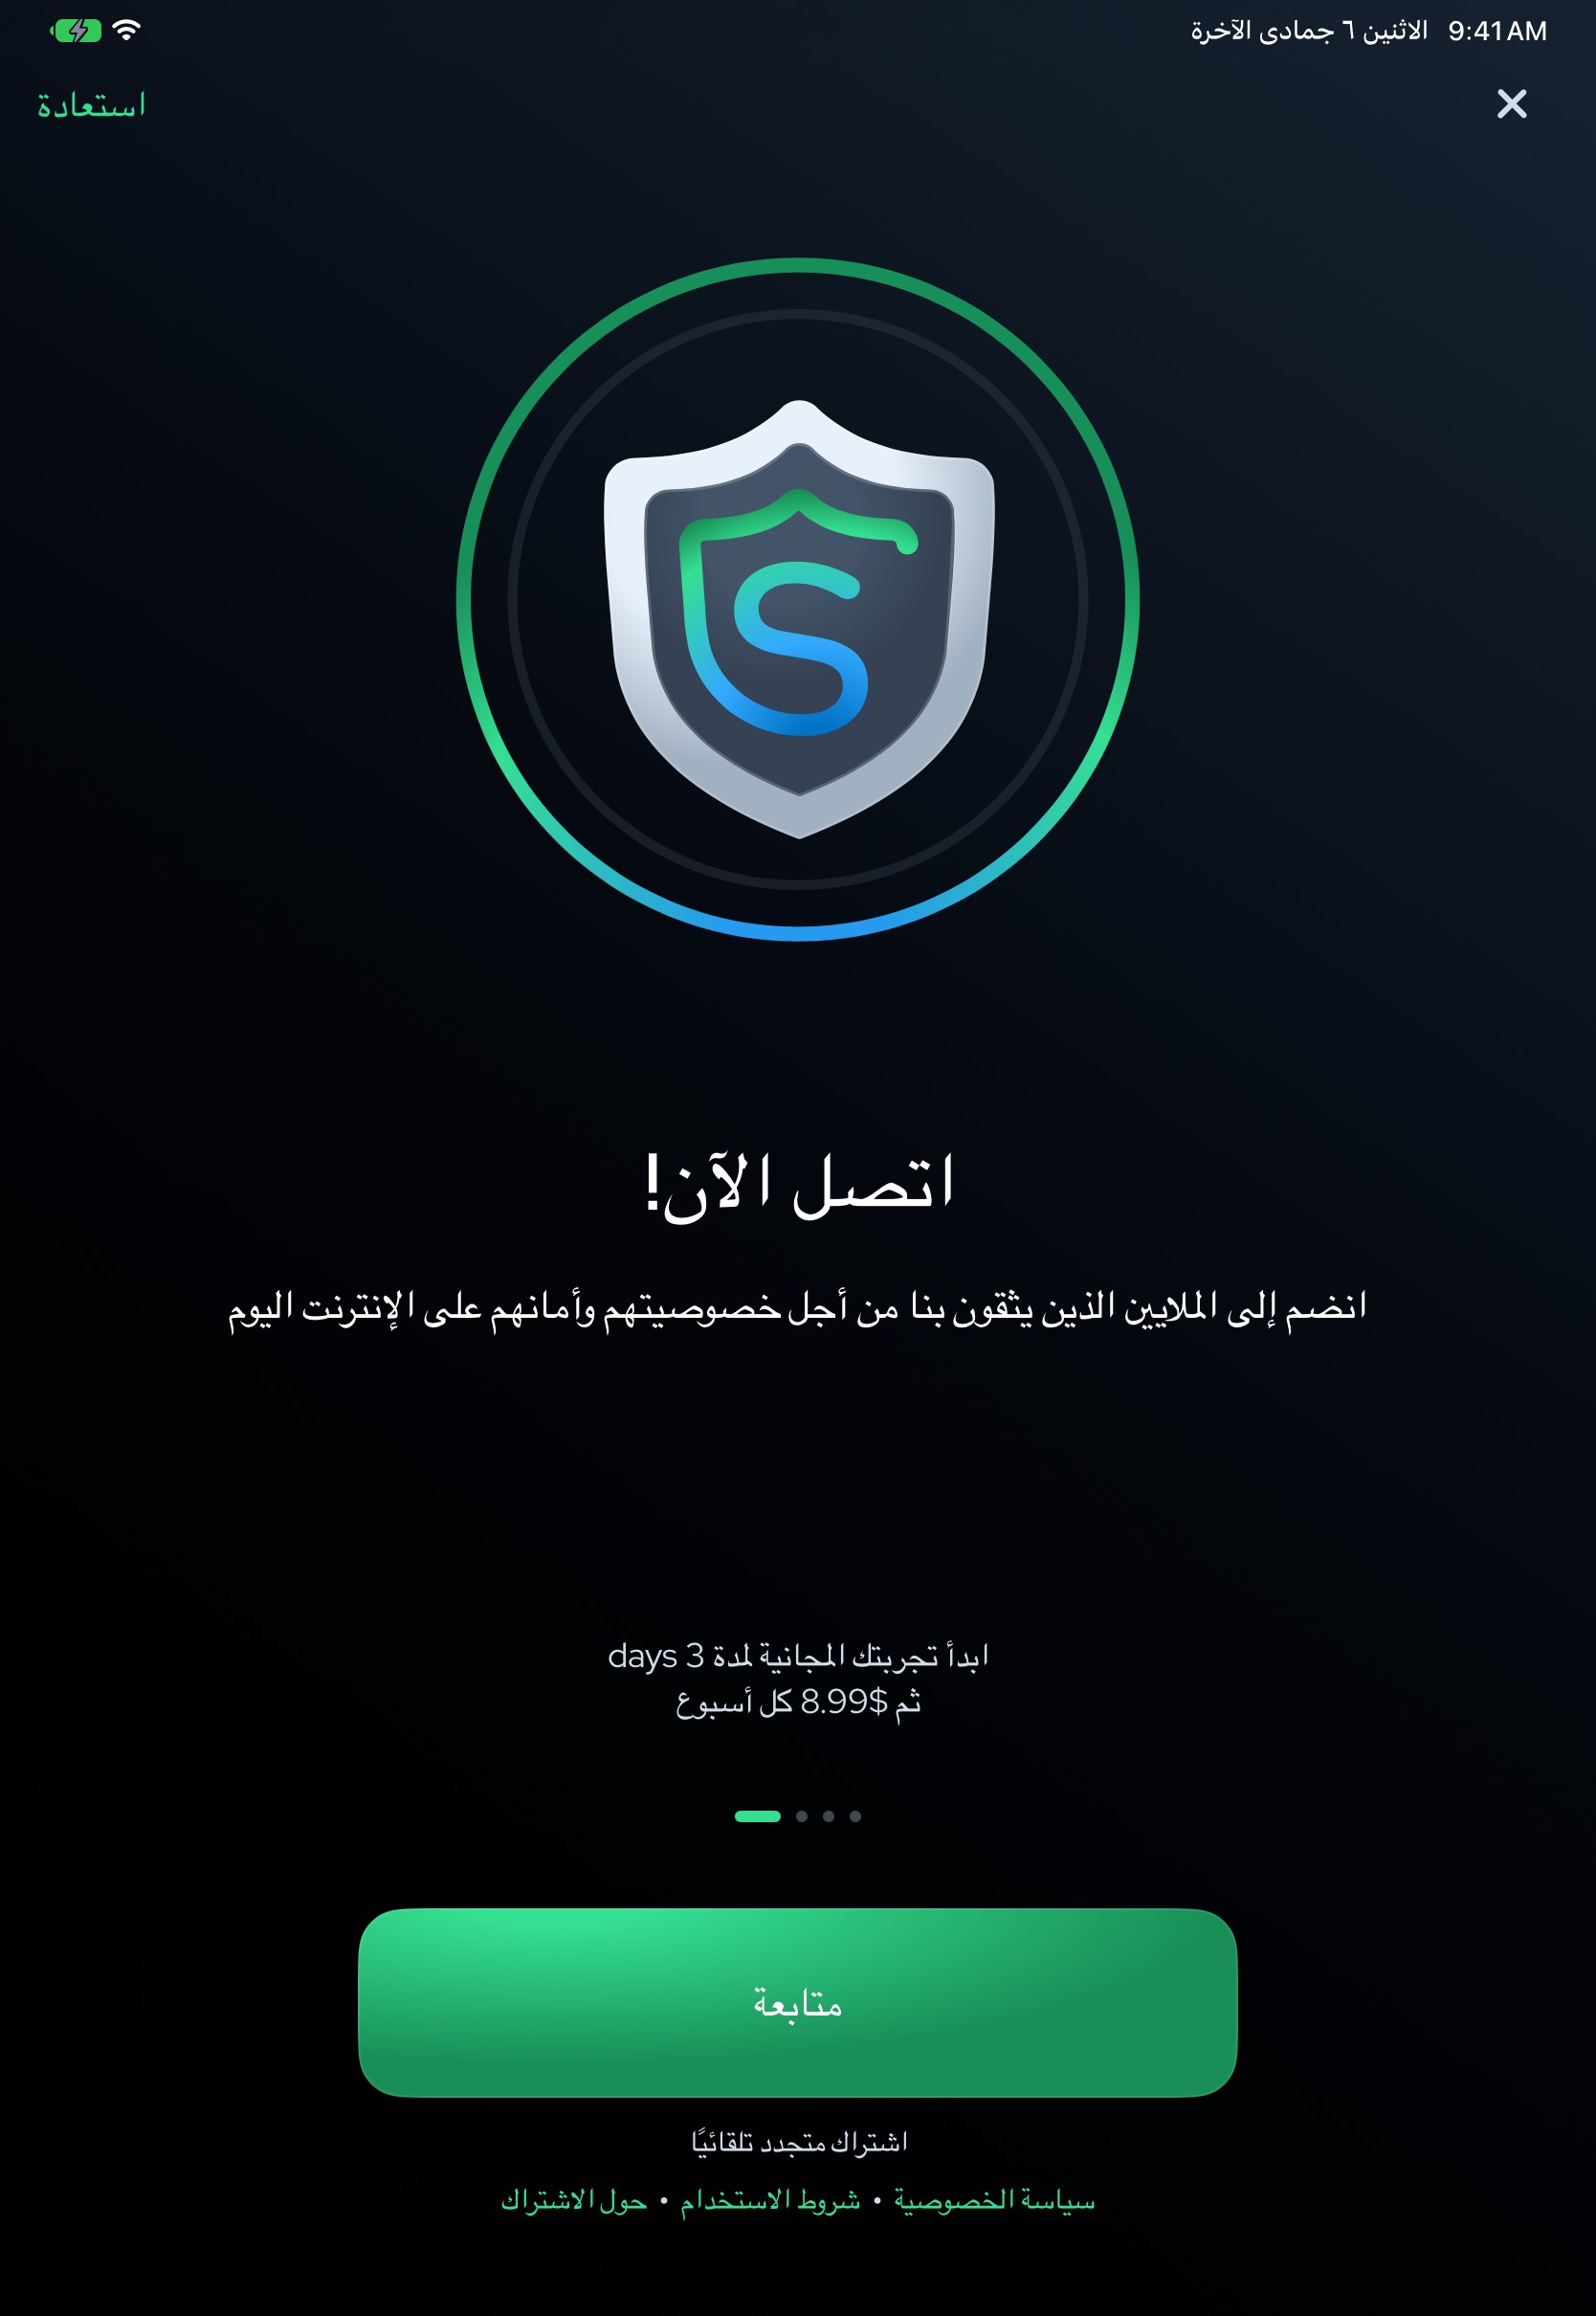 9:41 AM الاثنين ٦ جمادى الآخرة
استعادة
S
اتصل الآن!
انضم إلى الملايين الذين يثقون بنا من أجل خصوصيتهم وأمانهم على الإنترنت اليوم
ابدأ تجربتك المجانية لمدة 3 days
ثم $8.99 كل أسبوع
متابعة
اشتراك متجدد تلقائيًا
سياسة الخصوصية • شروط الاستخدام • حول الاشتراك